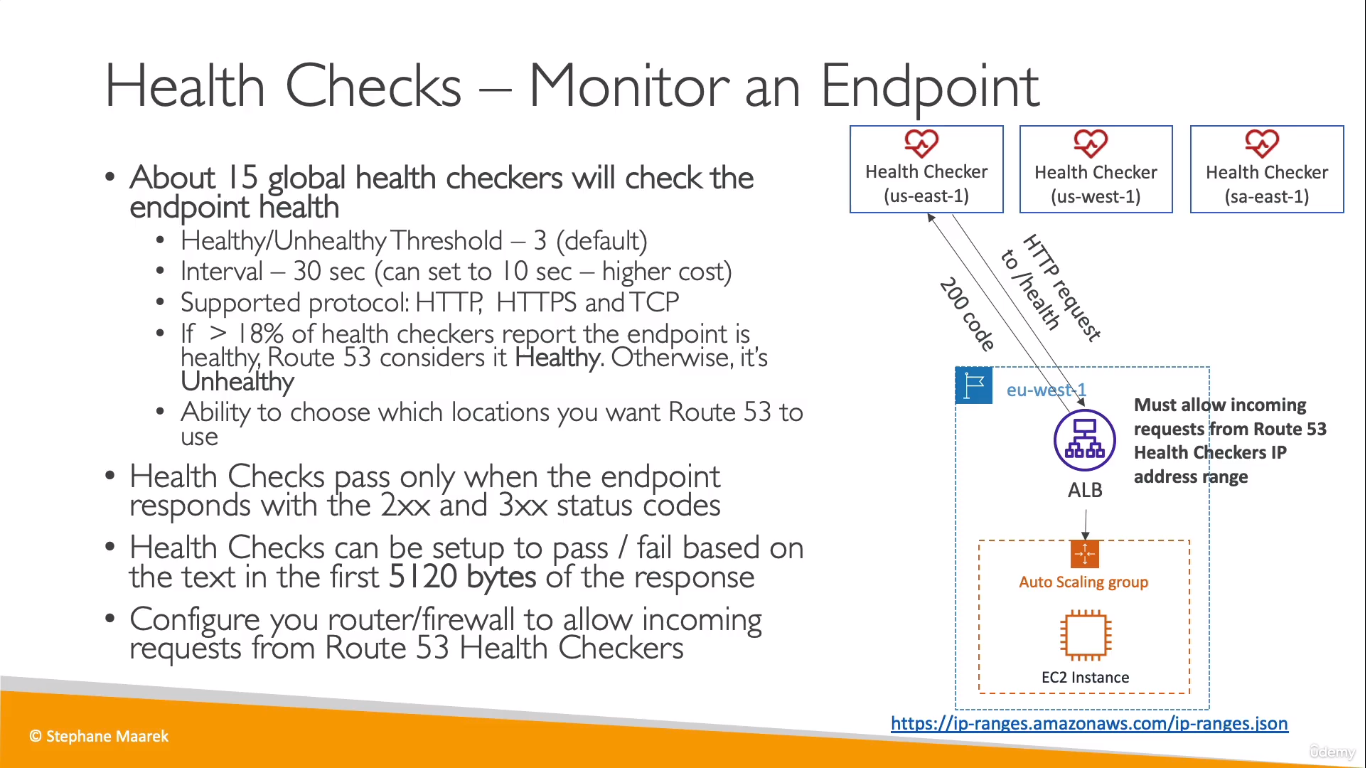 Health Checks – Monitor an Endpoint
• About 15 global health checkers will check the
endpoint health
• Healthy/Unhealthy Threshold – 3 (default)
• Interval – 30 sec (can set to 10 sec – higher cost)
• Supported protocol: HTTP, HTTPS and TCP
• If > 18% of health checkers report the endpoint is
healthy, Route 53 considers it Healthy. Otherwise, it's
Unhealthy
• Ability to choose which locations you want Route 53 to
use
• Health Checks pass only when the endpoint
responds with the 2xx and 3xx status codes
• Health Checks can be setup to pass / fail based on
the text in the first 5120 bytes of the response
• Configure you router/firewall to allow incoming
requests from Route 53 Health Checkers
Health Checker
(us-east-1)
Health Checker
(us-west-1)
Health Checker
(sa-east-1)
HTTP request
to /health
200 code
eu-west-1
Must allow incoming
requests from Route 53
Health Checkers IP
address range
ALB
Auto Scaling group
EC2 Instance
https://ip-ranges.amazonaws.com/ip-ranges.json
© Stephane Maarek
ûdemy